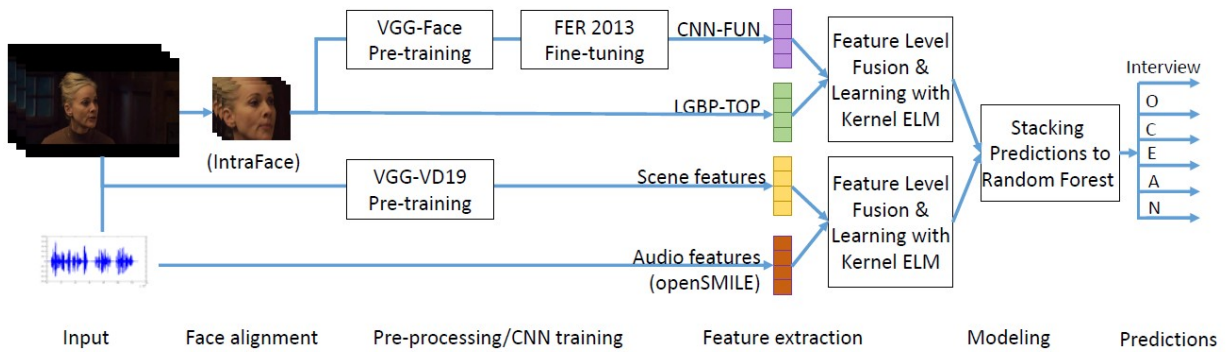 VGG-Face
Pre-training
FER 2013
Fine-tuning
CNN-FUN
LGBP-TOP
(IntraFace)
VGG-VD19
Pre-training
Scene features
Audio features
(openSMILE)
Feature Level
Fusion &
Learning with
Kernel ELM
Feature Level
Fusion &
Learning with
Kernel ELM
Stacking
Predictions to
Random Forest
Interview
O
C
E
A
N
Input
Face alignment
Pre-processing/CNN training
Feature extraction
Modeling
Predictions